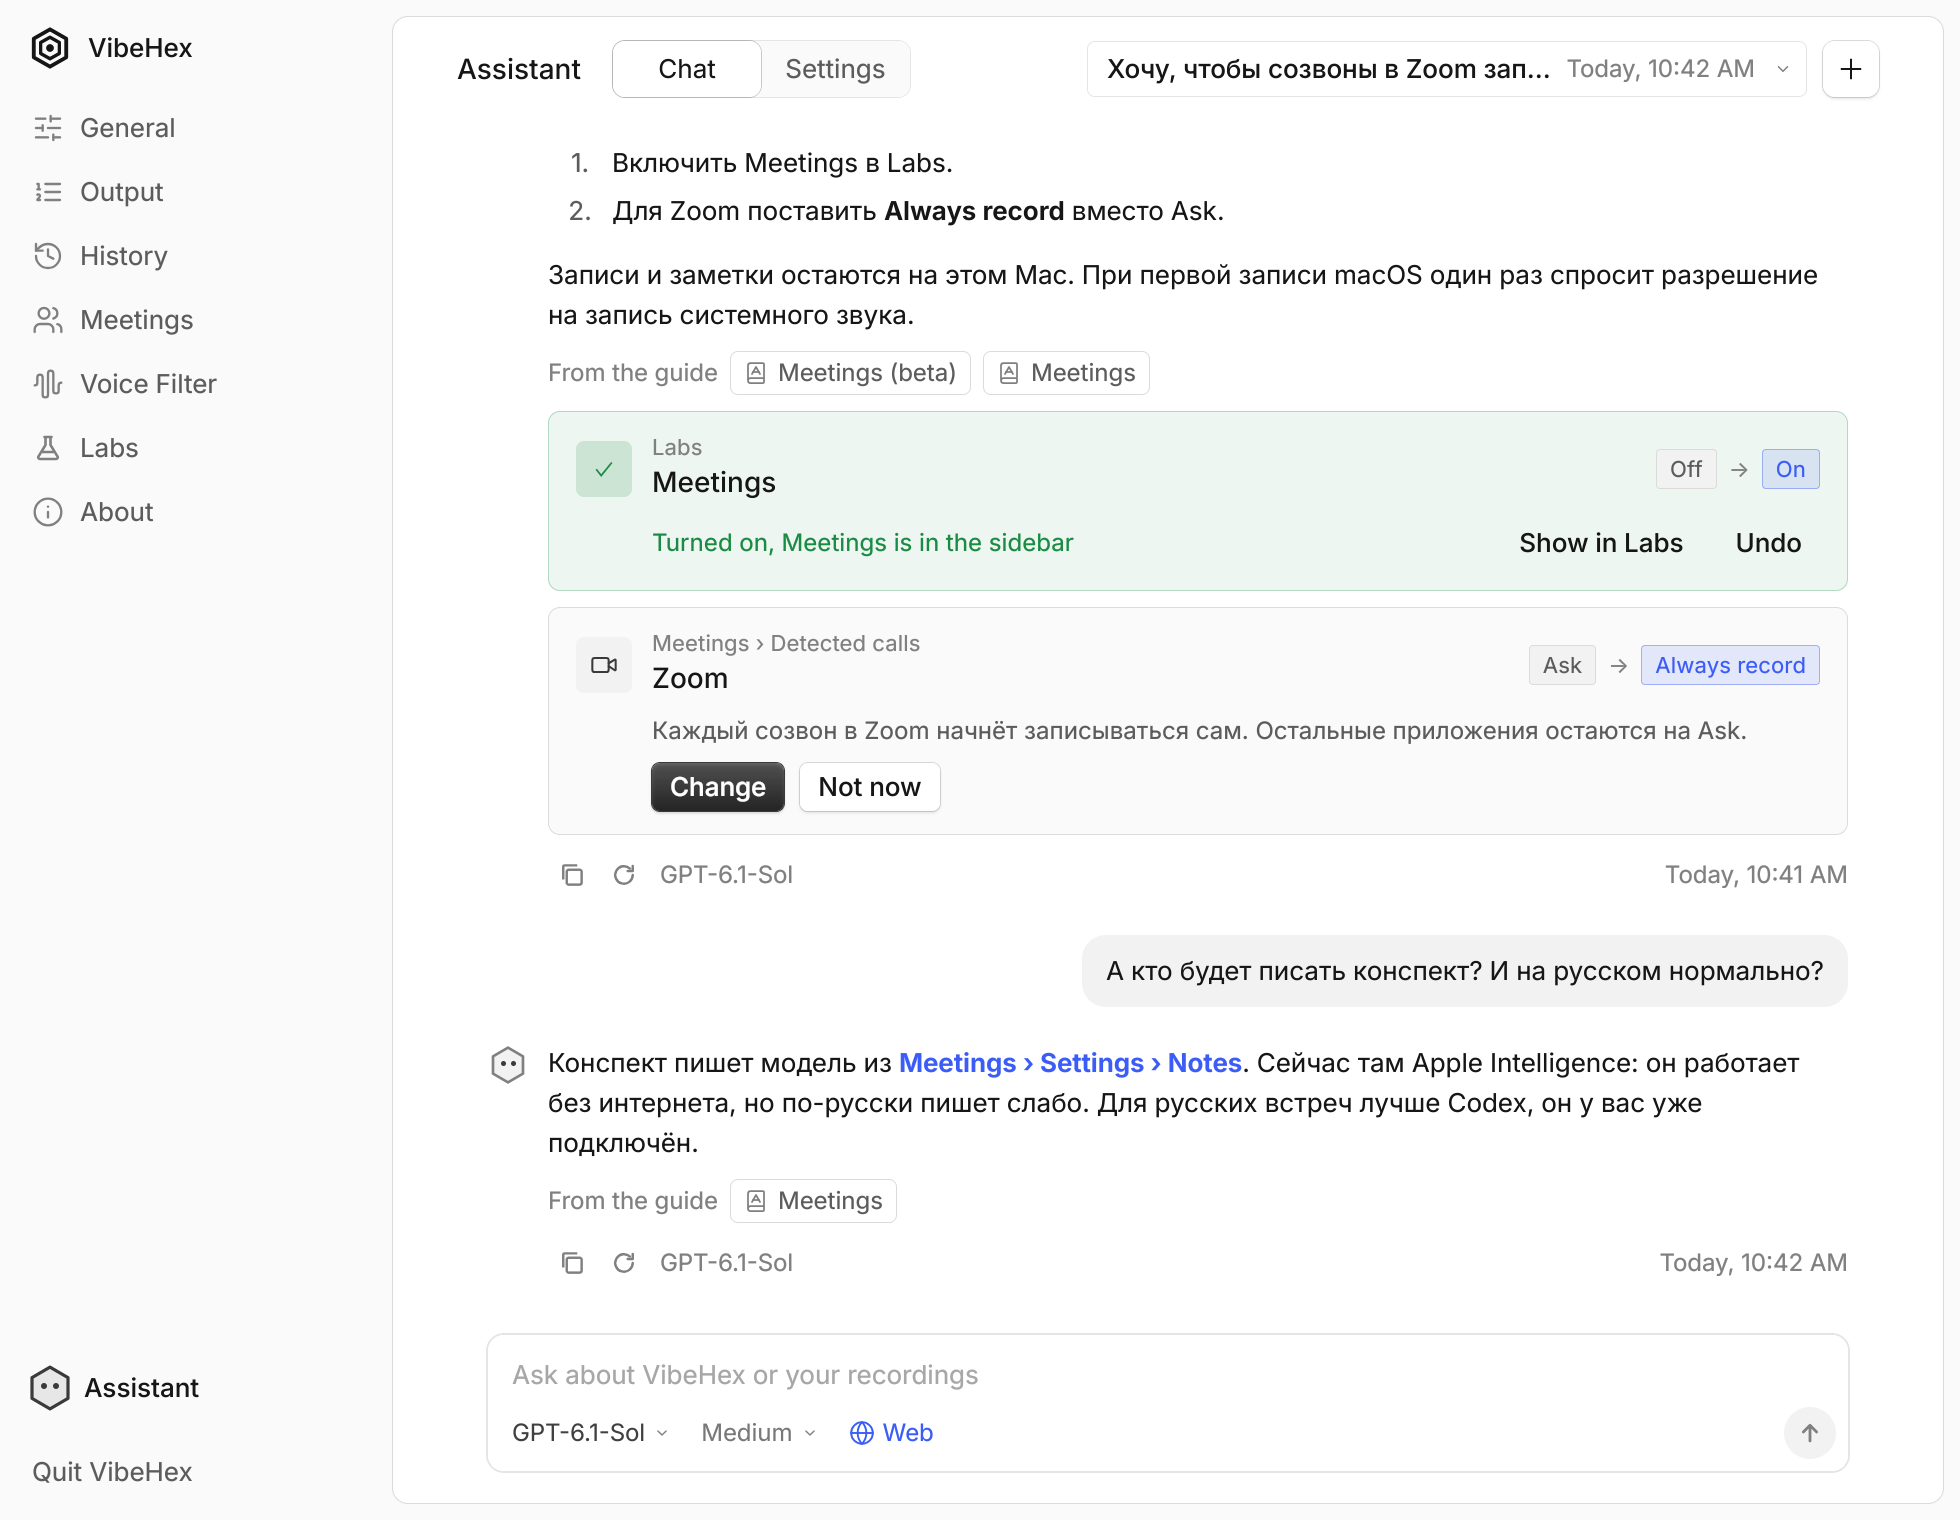 VibeHex
General
Output
History
Meetings
Voice Filter
Labs
About
Assistant
Quit VibeHex
Assistant
Chat
Settings
Хочу, чтобы созвоны в Zoom зап... Today, 10:42 AM
1. Включить Meetings в Labs.
2. Для Zoom поставить Always record вместо Ask.
Записи и заметки остаются на этом Mac. При первой записи macOS один раз спросит разрешение
на запись системного звука.
From the guide Meetings (beta) Meetings
Labs
Meetings
Off → On
Turned on, Meetings is in the sidebar
Show in Labs Undo
Meetings › Detected calls
Zoom
Ask → Always record
Каждый созвон в Zoom начнёт записываться сам. Остальные приложения остаются на Ask.
Change Not now
GPT-6.1-Sol Today, 10:41 AM
А кто будет писать конспект? И на русском нормально?
Конспект пишет модель из Meetings › Settings › Notes. Сейчас там Apple Intelligence: он работает
без интернета, но по-русски пишет слабо. Для русских встреч лучше Codex, он у вас уже
подключён.
From the guide Meetings
GPT-6.1-Sol Today, 10:42 AM
Ask about VibeHex or your recordings
GPT-6.1-Sol Medium Web